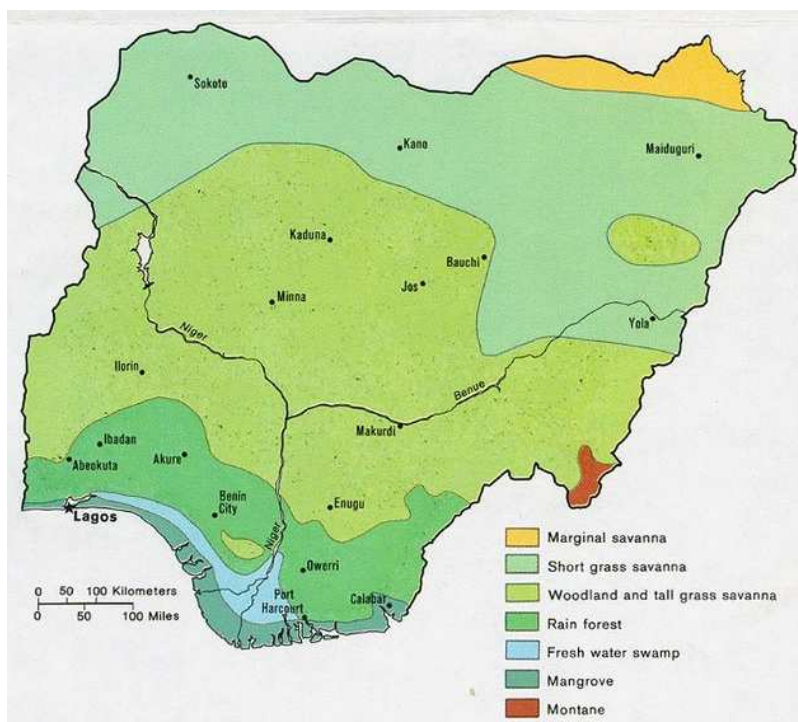 Sokoto
Kano
Maiduguri
Kaduna
Bauchi
Jos
Minna
Yola
Niger
Ilorin
Benue
Makurdi
Ibadan
Abeokuta
Akure
Benin
City
Enugu
Lagos
Niger
Owerri
Port
Harcourt
Calabar
0 50 100 Kilometers
0 50 100 Miles
Marginal savanna
Short grass savanna
Woodland and tall grass savanna
Rain forest
Fresh water swamp
Mangrove
Montane